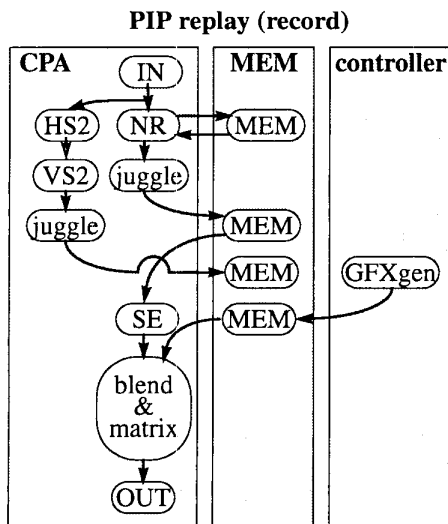 PIP replay (record)
CPA MEM controller
IN
HS2 NR MEM
VS2 juggle
juggle MEM
MEM GFXgen
SE MEM
blend
&
matrix
OUT